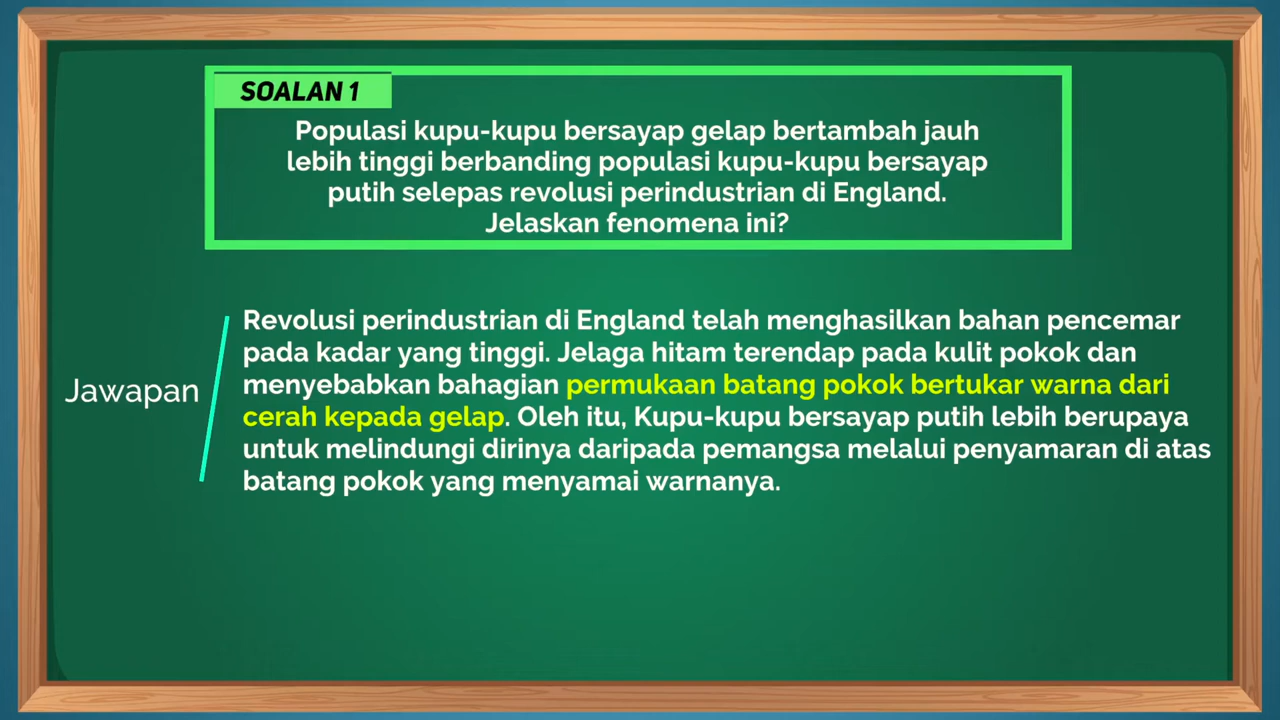 SOALAN 1
Populasi kupu-kupu bersayap gelap bertambah jauh
lebih tinggi berbanding populasi kupu-kupu bersayap
putih selepas revolusi perindustrian di England.
Jelaskan fenomena ini?
Jawapan
Revolusi perindustrian di England telah menghasilkan bahan pencemar
pada kadar yang tinggi. Jelaga hitam terendap pada kulit pokok dan
menyebabkan bahagian permukaan batang pokok bertukar warna dari
cerah kepada gelap. Oleh itu, Kupu-kupu bersayap putih lebih berupaya
untuk melindungi dirinya daripada pemangsa melalui penyamaran di atas
batang pokok yang menyamai warnanya.